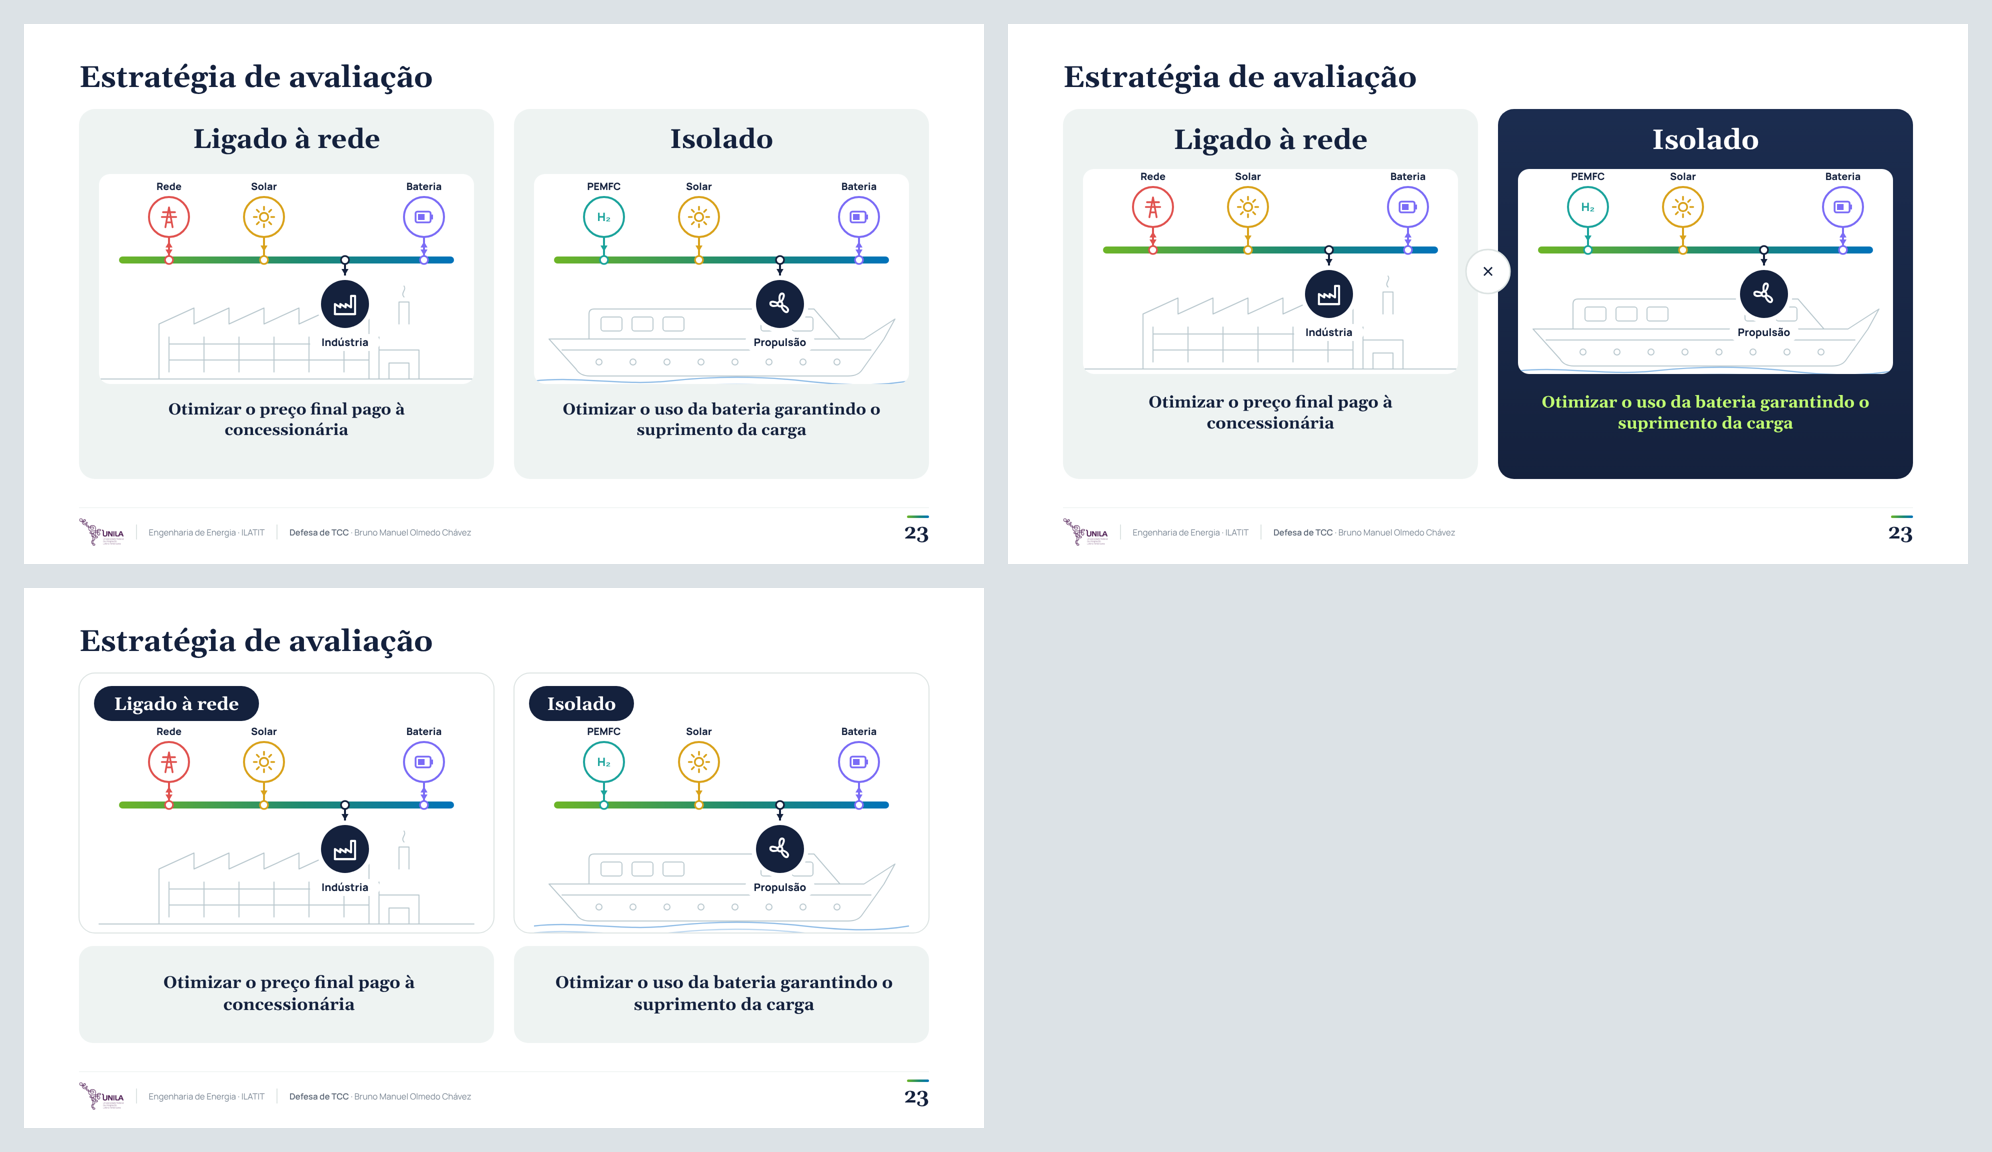 Estratégia de avaliação
Ligado à rede
Isolado
Rede
Solar
Bateria
PEMFC
Solar
Bateria
H₂
Indústria
Propulsão
Otimizar o preço final pago à
concessionária
Otimizar o uso da bateria garantindo o
suprimento da carga
UNILA
Engenharia de Energia · ILATIT
Defesa de TCC · Bruno Manuel Olmedo Chávez
23
Estratégia de avaliação
Ligado à rede
Isolado
Rede
Solar
Bateria
PEMFC
Solar
Bateria
H₂
×
Indústria
Propulsão
Otimizar o preço final pago à
concessionária
Otimizar o uso da bateria garantindo o
suprimento da carga
UNILA
Engenharia de Energia · ILATIT
Defesa de TCC · Bruno Manuel Olmedo Chávez
23
Estratégia de avaliação
Ligado à rede
Isolado
Rede
Solar
Bateria
PEMFC
Solar
Bateria
H₂
Indústria
Propulsão
Otimizar o preço final pago à
concessionária
Otimizar o uso da bateria garantindo o
suprimento da carga
UNILA
Engenharia de Energia · ILATIT
Defesa de TCC · Bruno Manuel Olmedo Chávez
23